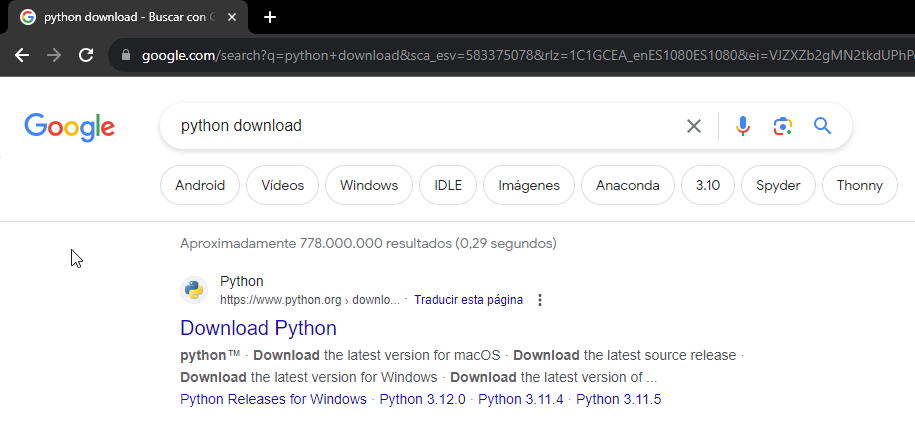 python download - Buscar con G
google.com/search?q=python+download&sca_esv=583375078&rlz=1C1GCEA_enES1080ES1080&ei=VJZXZb2gMN2tkdUPhP
Google
python download
Android Vídeos Windows IDLE Imágenes Anaconda 3.10 Spyder Thonny
Aproximadamente 778.000.000 resultados (0,29 segundos)
Python
https://www.python.org › downlo... · Traducir esta página
Download Python
python™ · Download the latest version for macOS · Download the latest source release ·
Download the latest version for Windows · Download the latest version of ...
Python Releases for Windows · Python 3.12.0 · Python 3.11.4 · Python 3.11.5